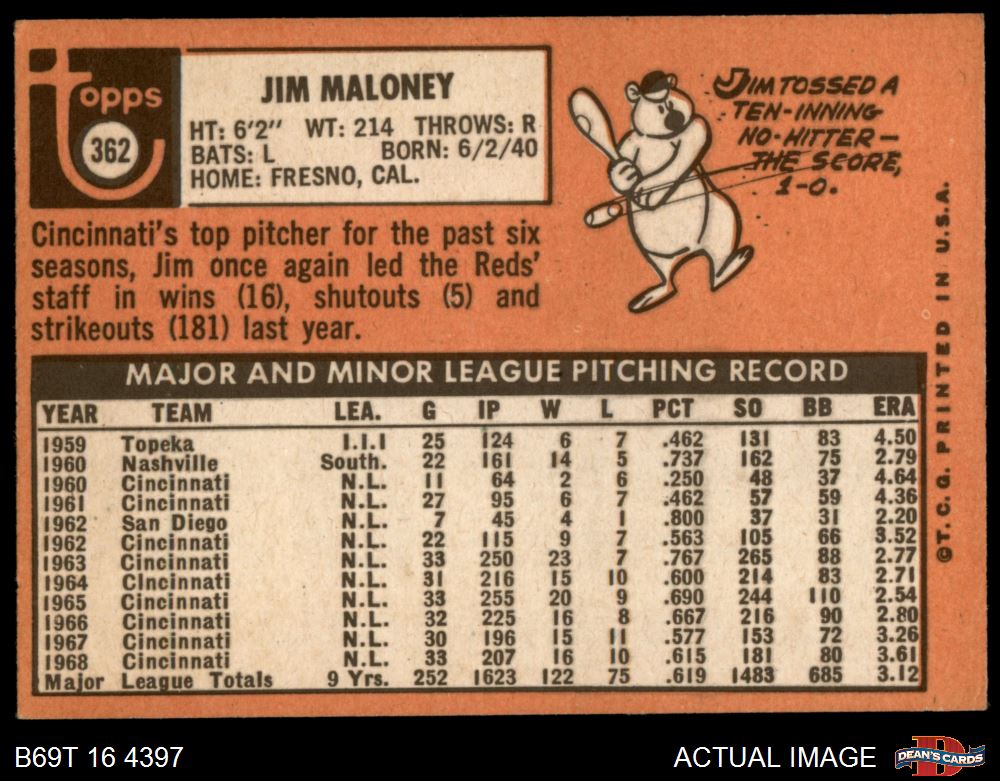 topps
362
JIM MALONEY
HT: 6'2" WT: 214 THROWS: R
BATS: L BORN: 6/2/40
HOME: FRESNO, CAL.
JIM TOSSED A
TEN-INNING
NO-HITTER—
THE SCORE,
1-0.
Cincinnati's top pitcher for the past six
seasons, Jim once again led the Reds'
staff in wins (16), shutouts (5) and
strikeouts (181) last year.
MAJOR AND MINOR LEAGUE PITCHING RECORD
YEAR TEAM LEA. G IP W L PCT SO BB ERA
1959 Topeka I.I.I 25 124 6 7 .462 131 83 4.50
1960 Nashville South. 22 161 14 5 .737 162 75 2.79
1960 Cincinnati N.L. 11 64 2 6 .250 48 37 4.64
1961 Cincinnati N.L. 27 95 6 7 .462 57 59 4.36
1962 San Diego N.L. 7 45 4 1 .800 37 31 2.20
1962 Cincinnati N.L. 22 115 9 7 .563 105 66 3.52
1963 Cincinnati N.L. 33 250 23 7 .767 265 88 2.77
1964 Cincinnati N.L. 31 216 15 10 .600 214 83 2.71
1965 Cincinnati N.L. 33 255 20 9 .690 244 110 2.54
1966 Cincinnati N.L. 32 225 16 8 .667 216 90 2.80
1967 Cincinnati N.L. 30 196 15 11 .577 153 72 3.26
1968 Cincinnati N.L. 33 207 16 10 .615 181 80 3.61
Major League Totals 9 Yrs. 252 1623 122 75 .619 1483 685 3.12
©T.C.G. PRINTED IN U.S.A.
B69T 16 4397
ACTUAL IMAGE
D
DEAN'S CARDS